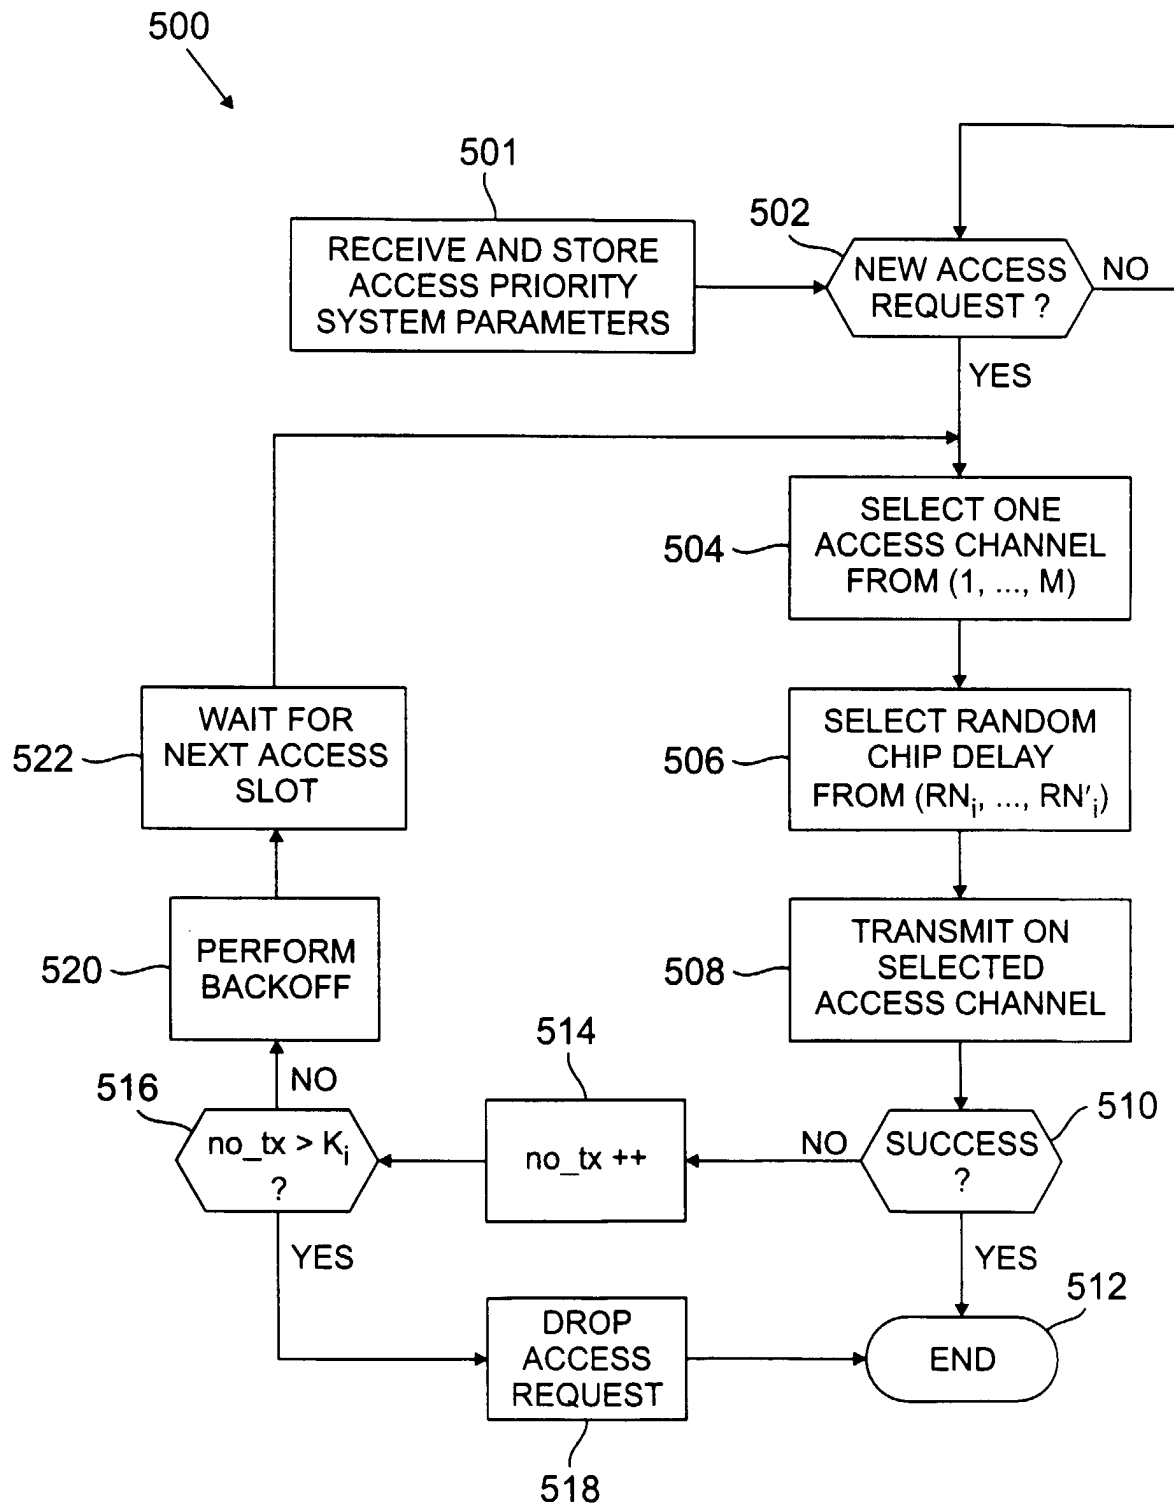 500
501
RECEIVE AND STORE
ACCESS PRIORITY
SYSTEM PARAMETERS
502
NEW ACCESS
REQUEST ?
NO
YES
504
SELECT ONE
ACCESS CHANNEL
FROM (1, ..., M)
506
SELECT RANDOM
CHIP DELAY
FROM (RNi, ..., RN′i)
508
TRANSMIT ON
SELECTED
ACCESS CHANNEL
510
SUCCESS
?
NO
YES
512
END
514
no_tx ++
516
no_tx > Ki
?
NO
YES
518
DROP
ACCESS
REQUEST
520
PERFORM
BACKOFF
522
WAIT FOR
NEXT ACCESS
SLOT